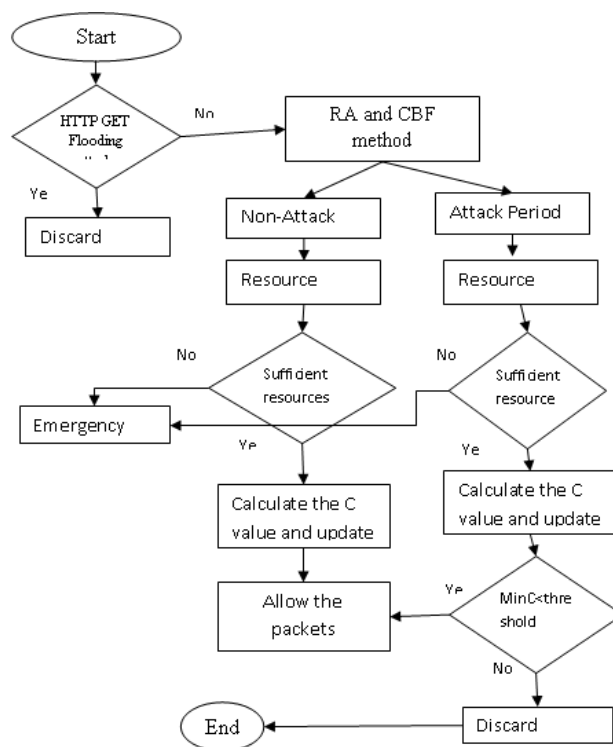 Start
HTTP GET
Flooding
No
RA and CBF
method
Ye
Discard
Non-Attack
Attack Period
Resource
Resource
No
Sufficient
resources
No
Sufficient
resource
Emergency
Ye
Ye
Calculate the C
value and update
Calculate the C
value and update
Allow the
packets
Ye
MinC<thre
shold
No
Discard
End